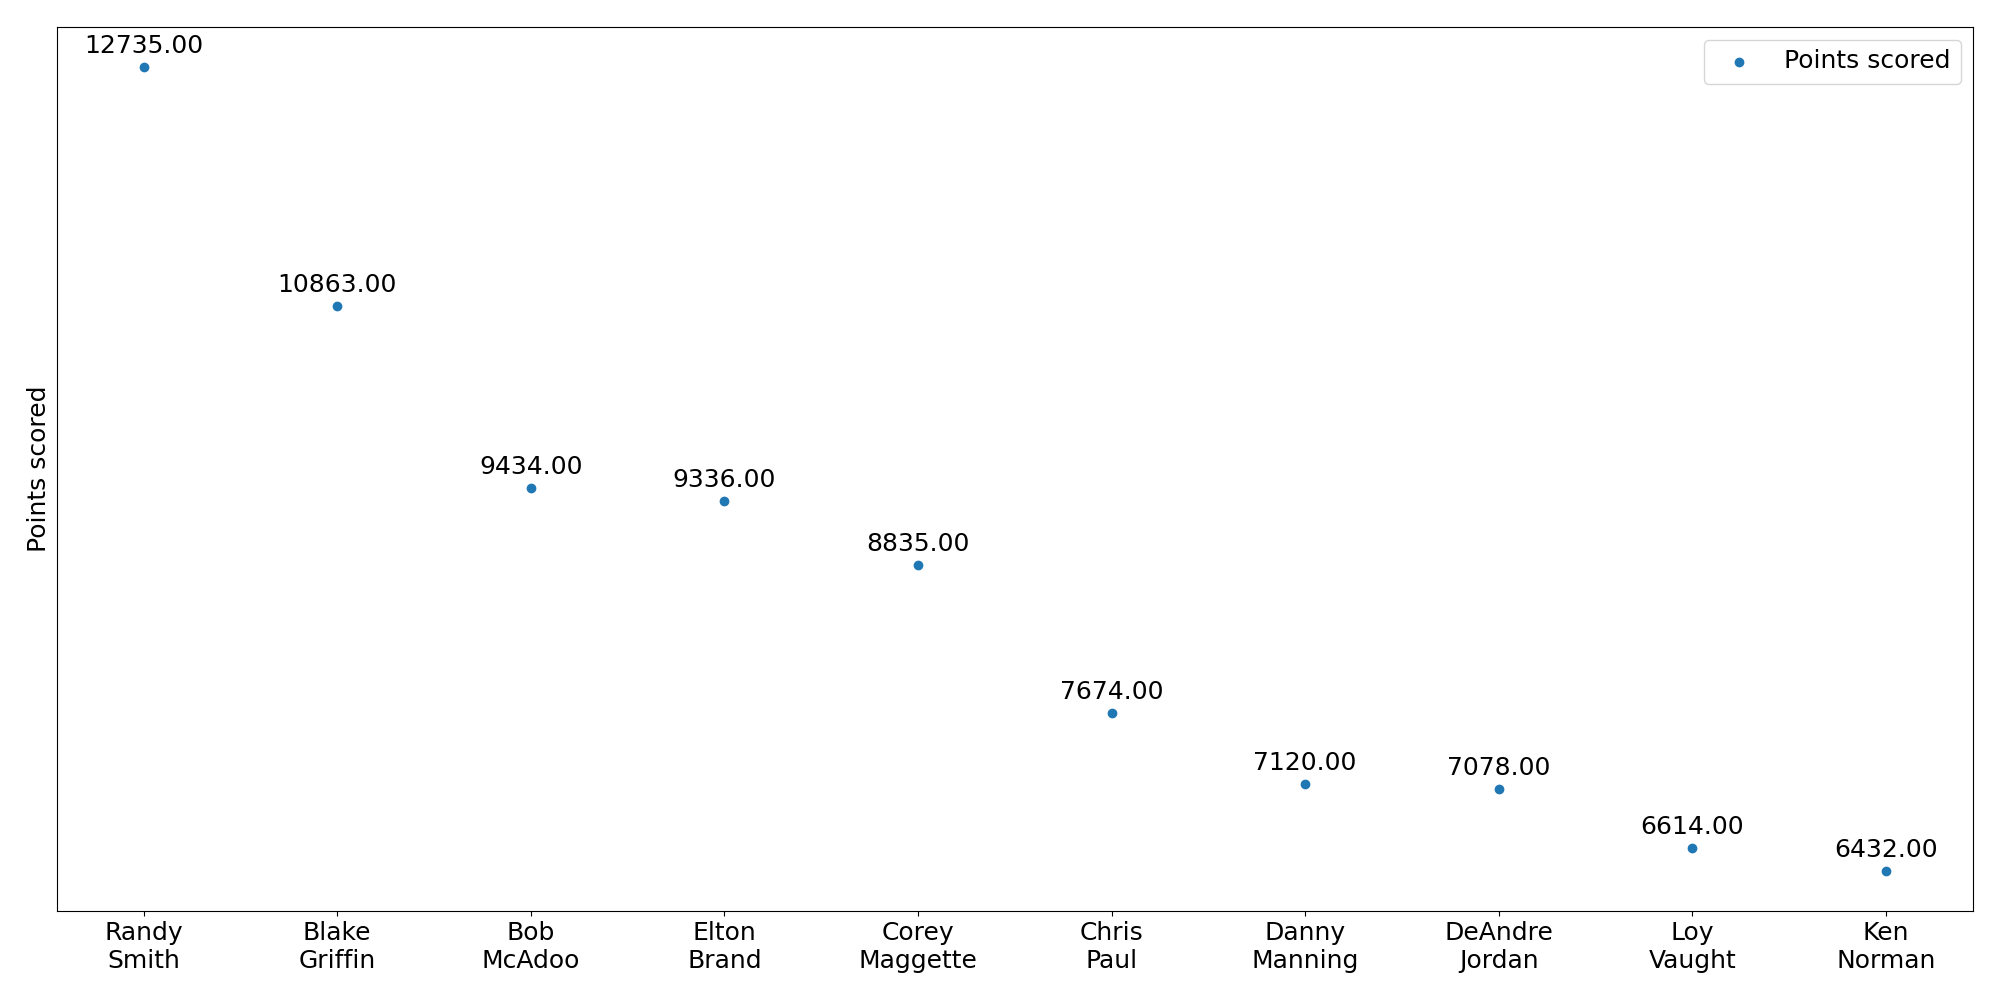 12735.00
Points scored
10863.00
9434.00
9336.00
8835.00
7674.00
7120.00
7078.00
6614.00
6432.00
Points scored
Randy
Smith
Blake
Griffin
Bob
McAdoo
Elton
Brand
Corey
Maggette
Chris
Paul
Danny
Manning
DeAndre
Jordan
Loy
Vaught
Ken
Norman